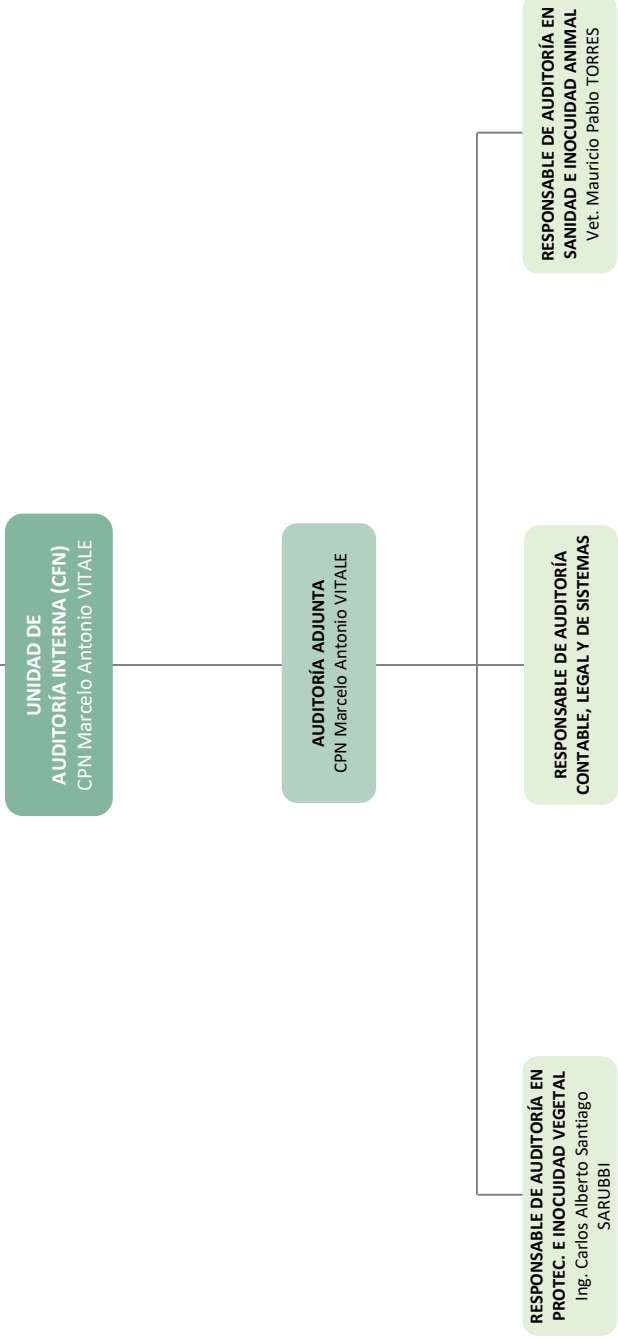 UNIDAD DE
AUDITORÍA INTERNA (CFN)
CPN Marcelo Antonio VITALE
AUDITORÍA ADJUNTA
CPN Marcelo Antonio VITALE
RESPONSABLE DE AUDITORÍA EN
PROTEC. E INOCUIDAD VEGETAL
Ing. Carlos Alberto Santiago
SARUBBI
RESPONSABLE DE AUDITORÍA
CONTABLE, LEGAL Y DE SISTEMAS
RESPONSABLE DE AUDITORÍA EN
SANIDAD E INOCUIDAD ANIMAL
Vet. Mauricio Pablo TORRES